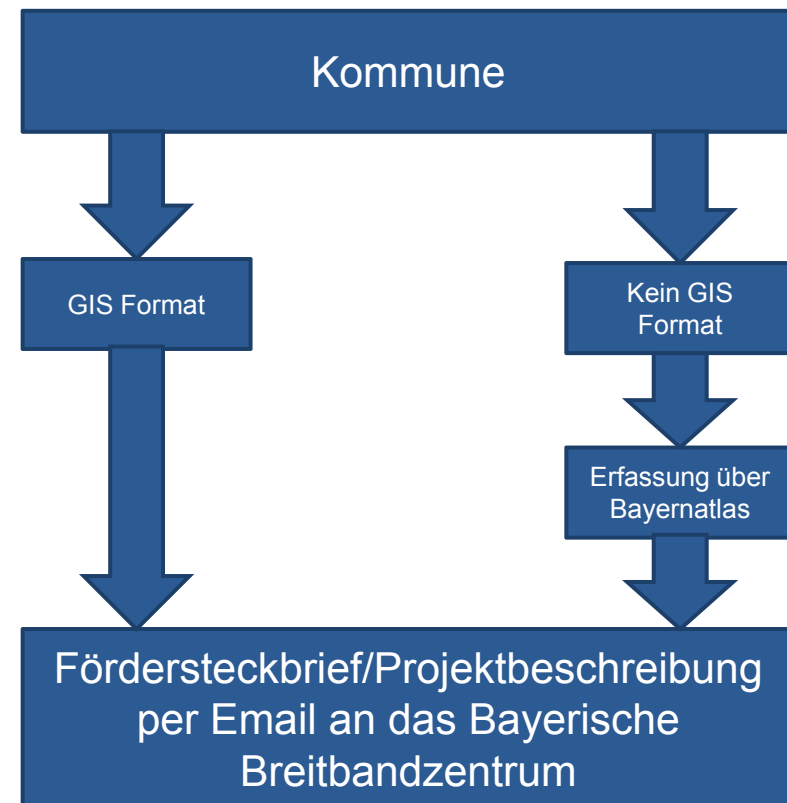 Kommune
GIS Format
Kein GIS
Format
Erfassung über
Bayernatlas
Fördersteckbrief/Projektbeschreibung
per Email an das Bayerische
Breitbandzentrum